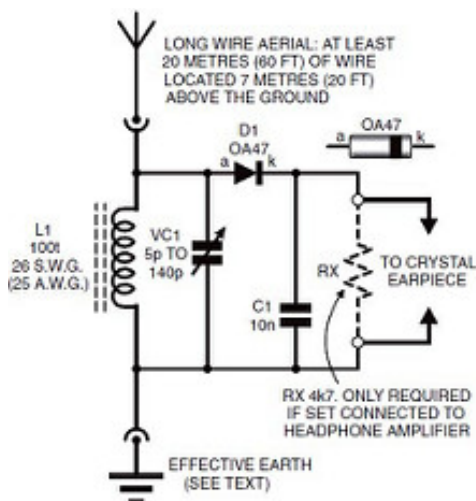 LONG WIRE AERIAL: AT LEAST
20 METRES (60 FT) OF WIRE
LOCATED 7 METRES (20 FT)
ABOVE THE GROUND
OA47
a k
D1
OA47
a k
L1
100t
26 S.W.G.
(25 A.W.G.)
VC1
5p TO
140p
C1
10n
RX
TO CRYSTAL
EARPIECE
RX 4k7. ONLY REQUIRED
IF SET CONNECTED TO
HEADPHONE AMPLIFIER
EFFECTIVE EARTH
(SEE TEXT)